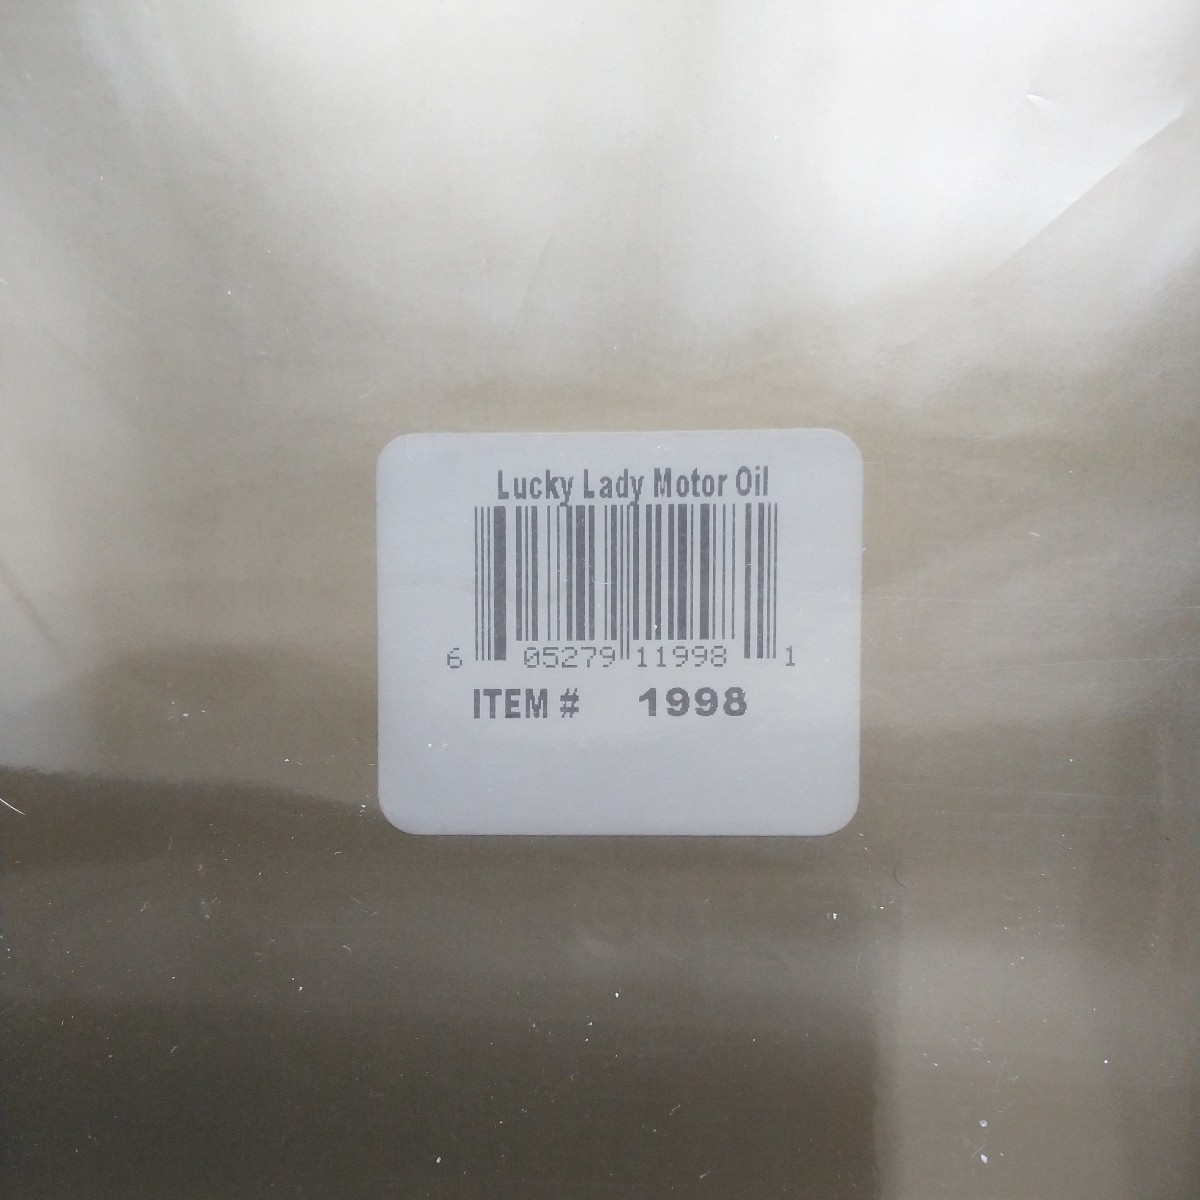 Lucky Lady Motor Oil
6 05279 11998 1
ITEM # 1998